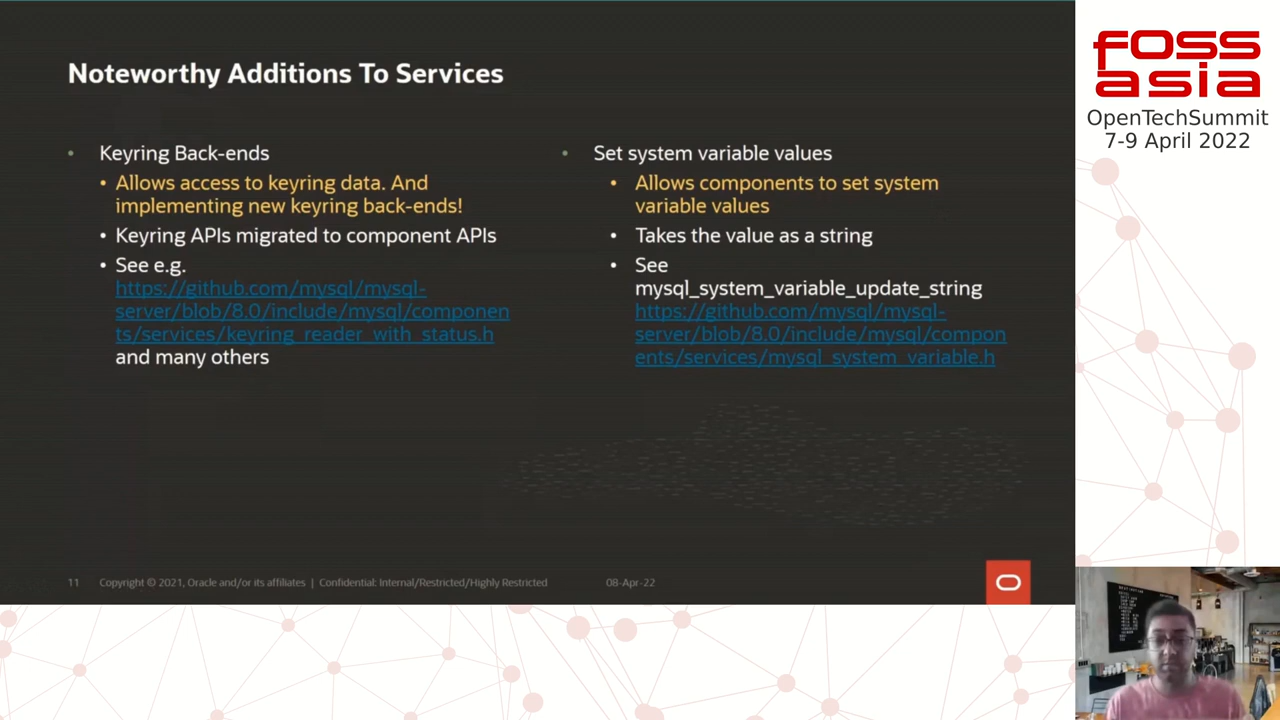 Noteworthy Additions To Services
• Keyring Back-ends
• Allows access to keyring data. And
implementing new keyring back-ends!
• Keyring APIs migrated to component APIs
• See e.g.
https://github.com/mysql/mysql-
server/blob/8.0/include/mysql/componen
ts/services/keyring_reader_with_status.h
and many others
• Set system variable values
• Allows components to set system
variable values
• Takes the value as a string
• See
mysql_system_variable_update_string
https://github.com/mysql/mysql-
server/blob/8.0/include/mysql/compon
ents/services/mysql_system_variable.h
11 Copyright © 2021, Oracle and/or its affiliates | Confidential: Internal/Restricted/Highly Restricted 08-Apr-22
foss
asia
OpenTechSummit
7-9 April 2022